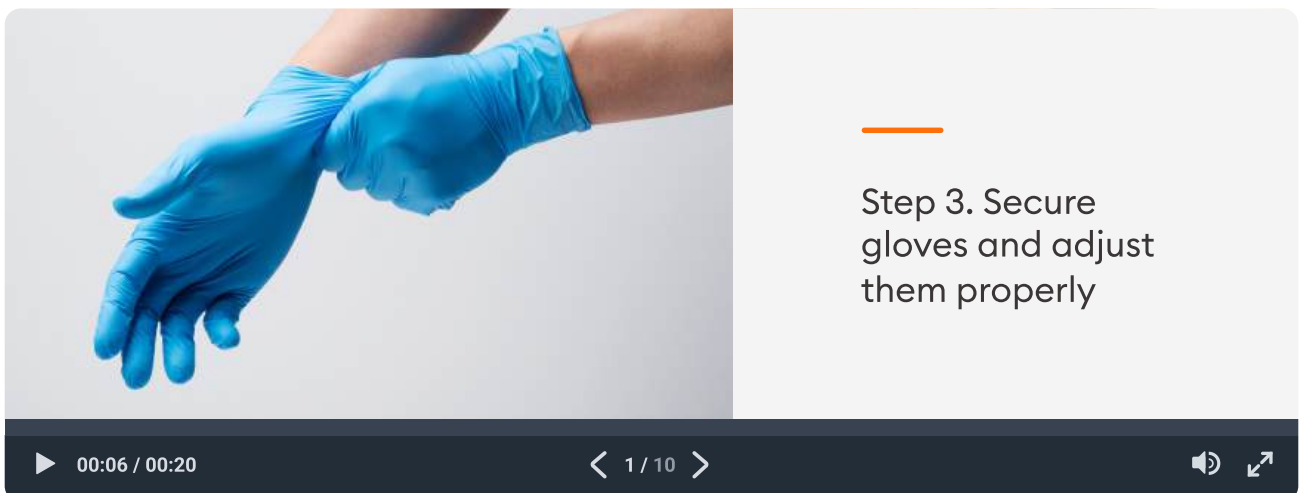 Step 3. Secure
gloves and adjust
them properly
00:06 / 00:20
1 / 10